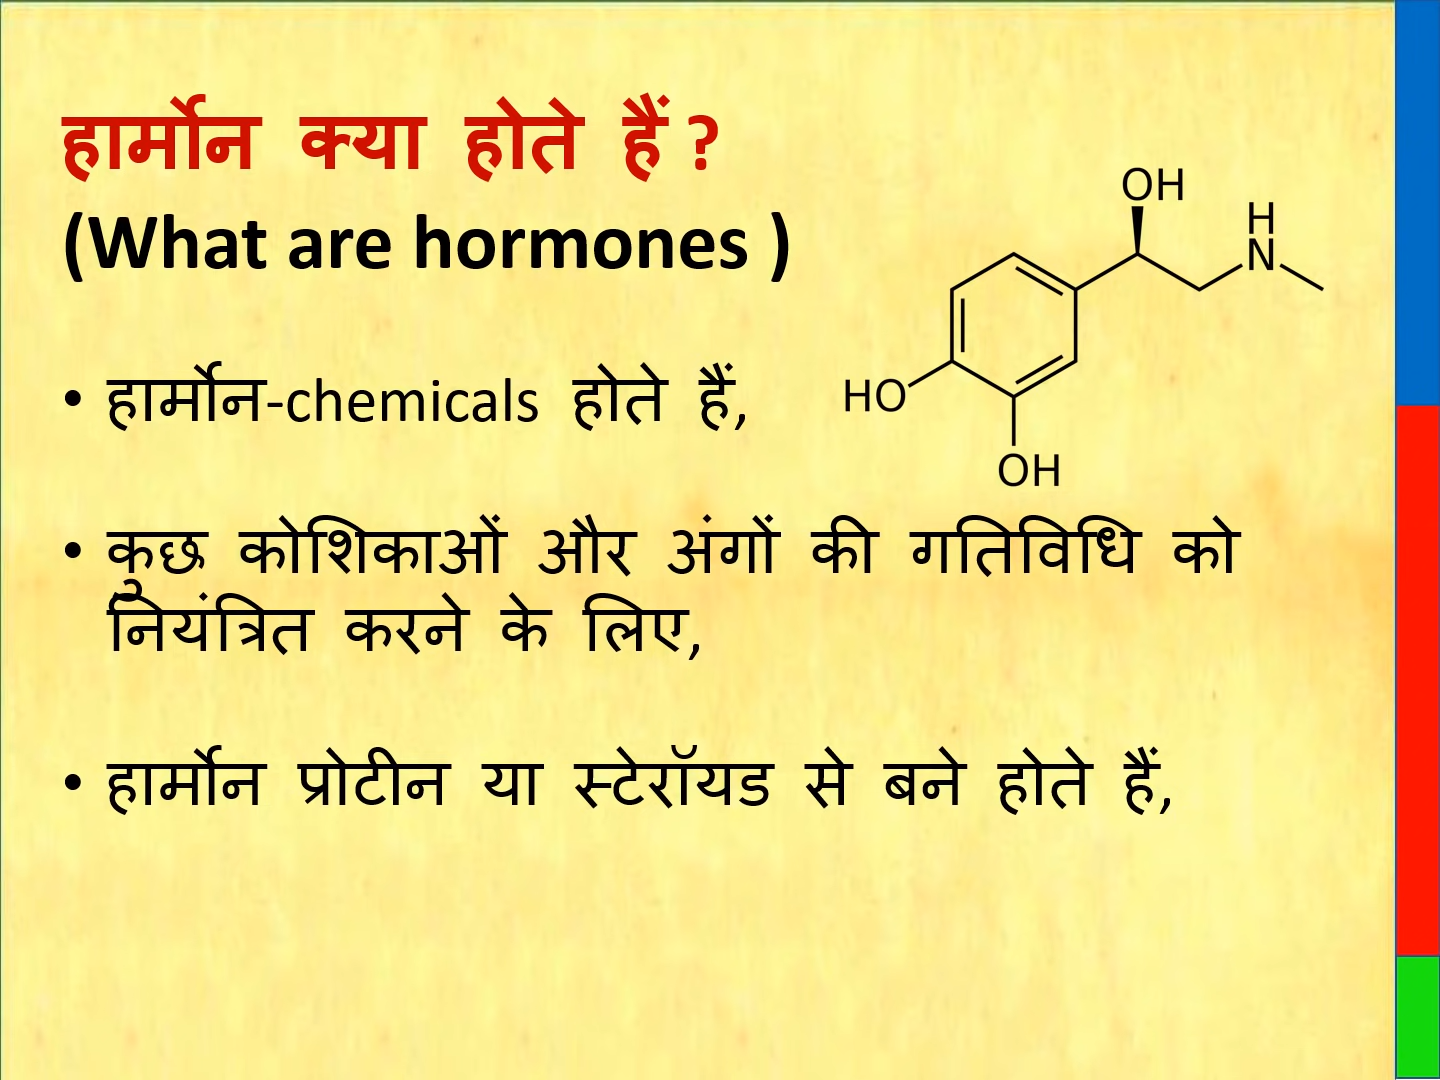 हार्मोन क्या होते हैं ?
(What are hormones )
OH
H
N
HO
OH
• हार्मोन-chemicals होते हैं,
• कुछ कोशिकाओं और अंगों की गतिविधि को
नियंत्रित करने के लिए,
• हार्मोन प्रोटीन या स्टेरॉयड से बने होते हैं,